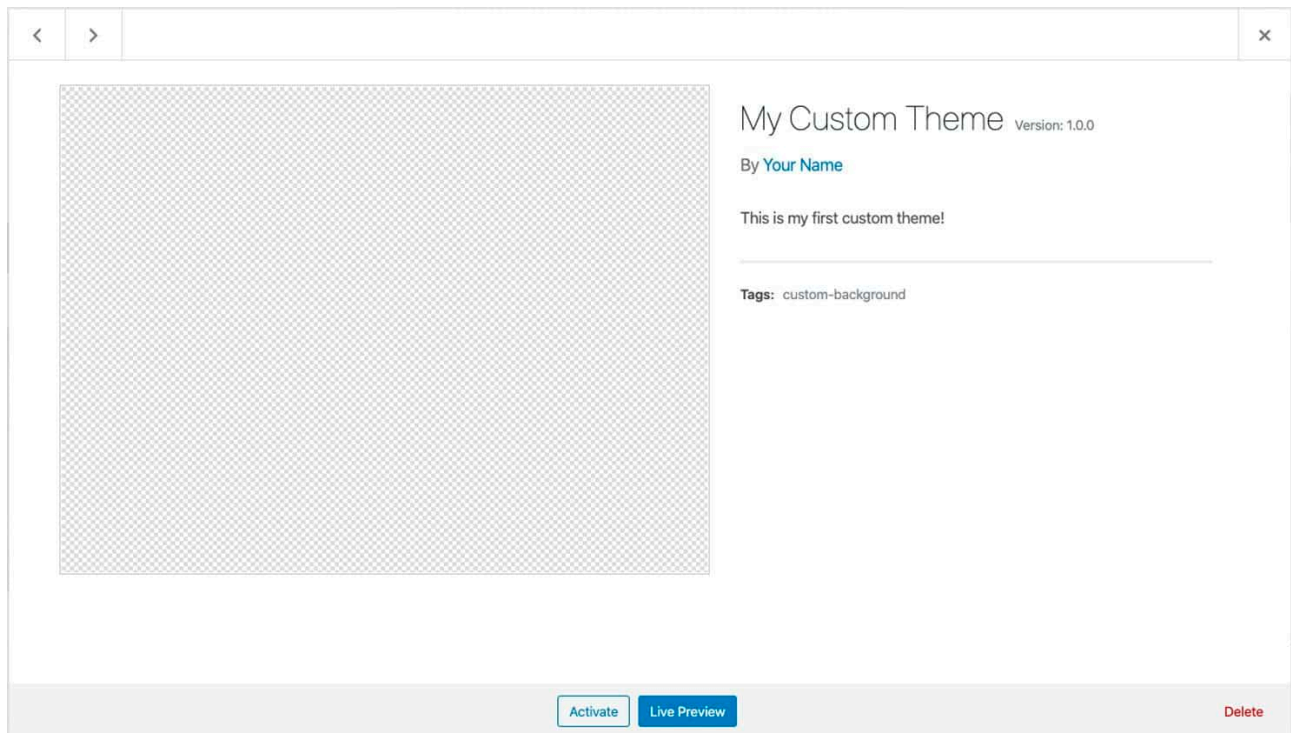 My Custom Theme Version: 1.0.0
By Your Name
This is my first custom theme!
Tags: custom-background
Activate Live Preview Delete